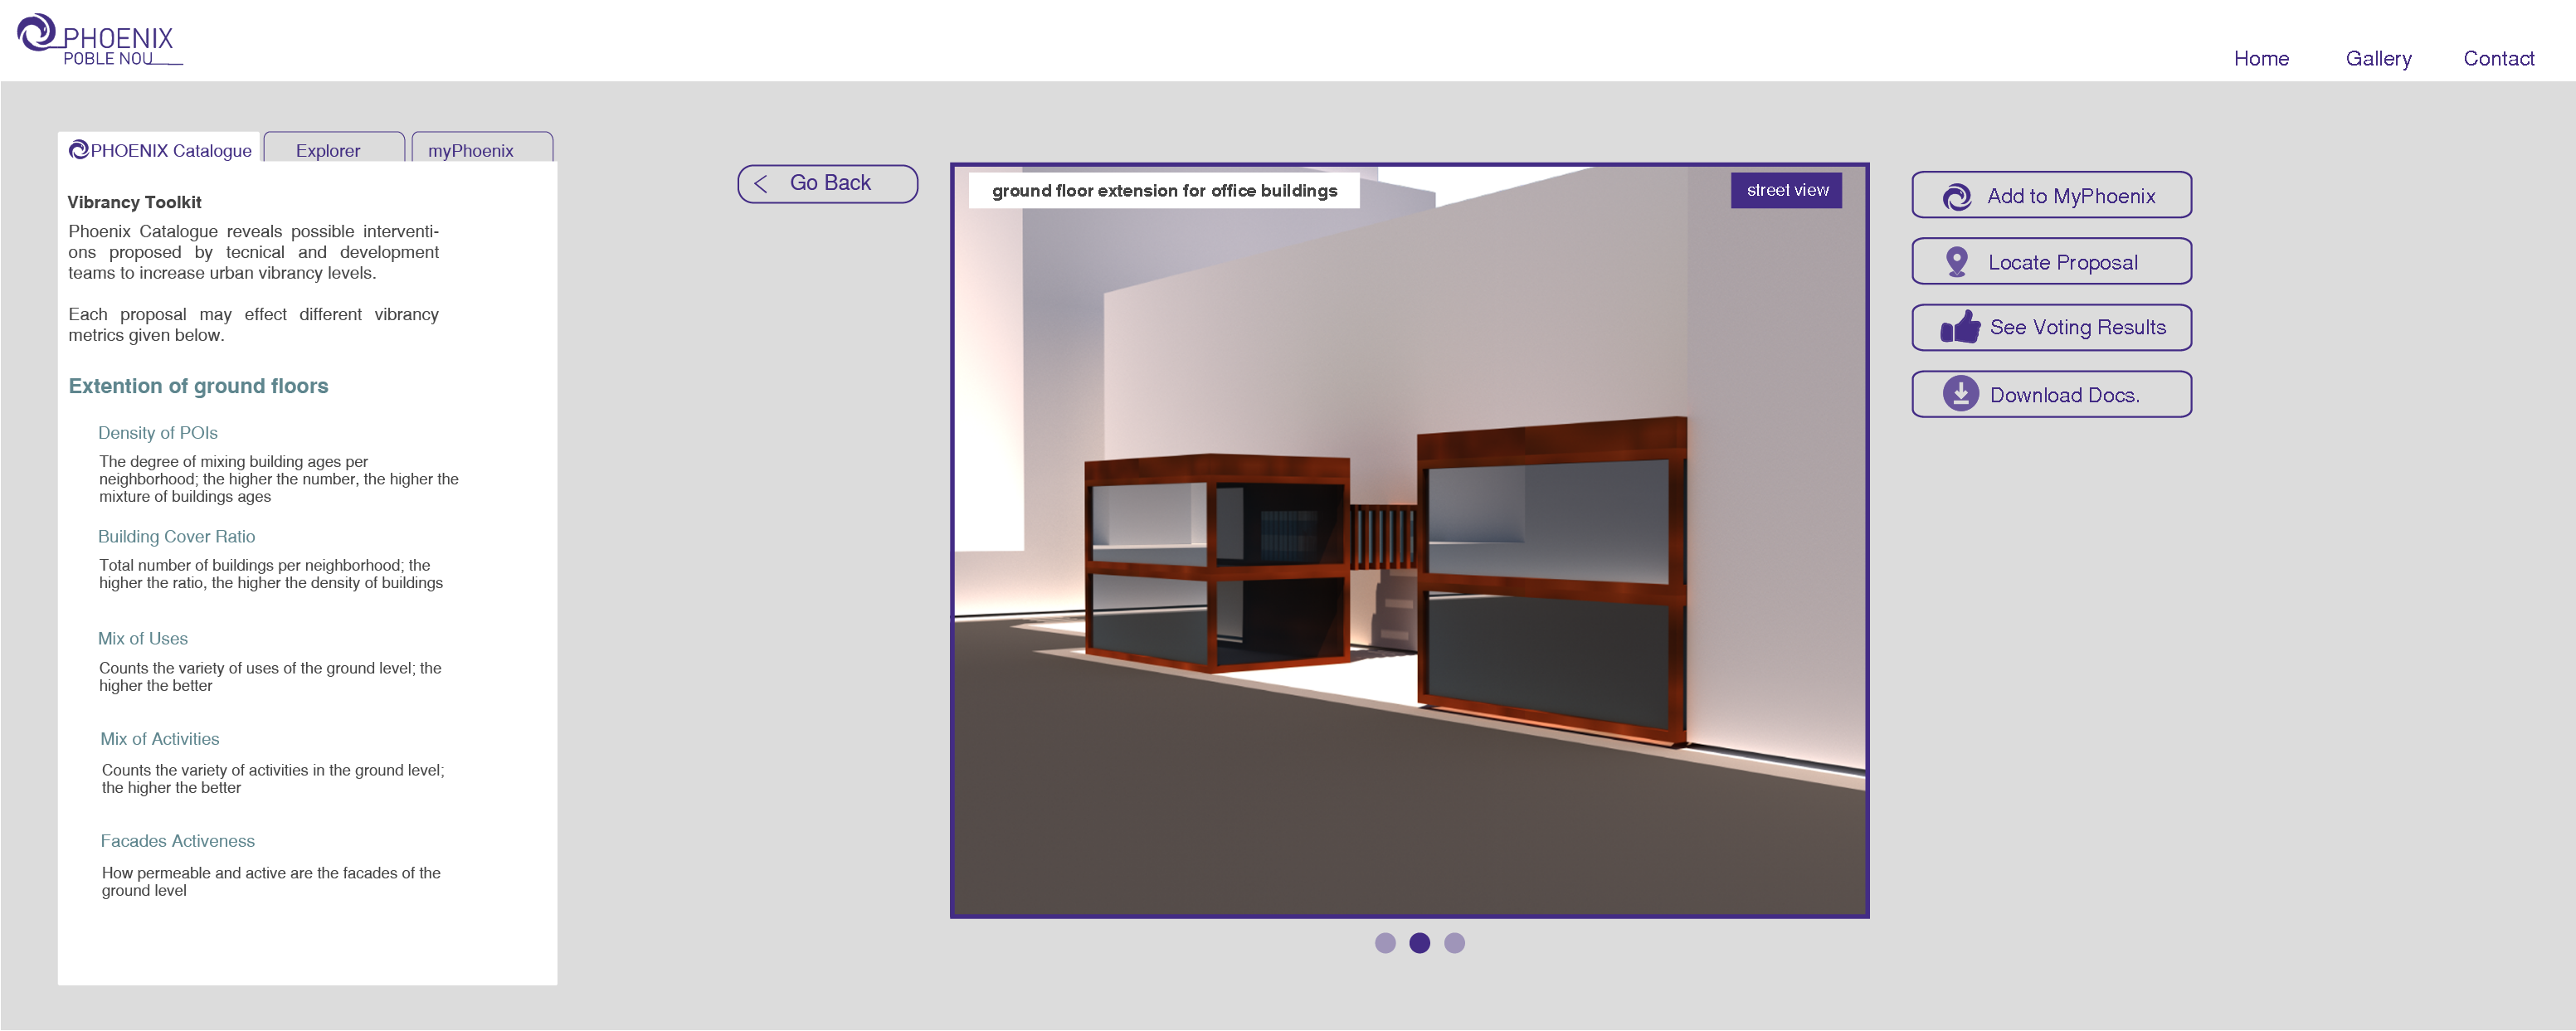 PHOENIX
POBLE NOU
Home Gallery Contact
PHOENIX Catalogue Explorer myPhoenix
Vibrancy Toolkit
Phoenix Catalogue reveals possible interventi-
ons proposed by tecnical and development
teams to increase urban vibrancy levels.
Each proposal may effect different vibrancy
metrics given below.
Extention of ground floors
Density of POIs
The degree of mixing building ages per
neighborhood; the higher the number, the higher the
mixture of buildings ages
Building Cover Ratio
Total number of buildings per neighborhood; the
higher the ratio, the higher the density of buildings
Mix of Uses
Counts the variety of uses of the ground level; the
higher the better
Mix of Activities
Counts the variety of activities in the ground level;
the higher the better
Facades Activeness
How permeable and active are the facades of the
ground level
Go Back
ground floor extension for office buildings
street view
Add to MyPhoenix
Locate Proposal
See Voting Results
Download Docs.